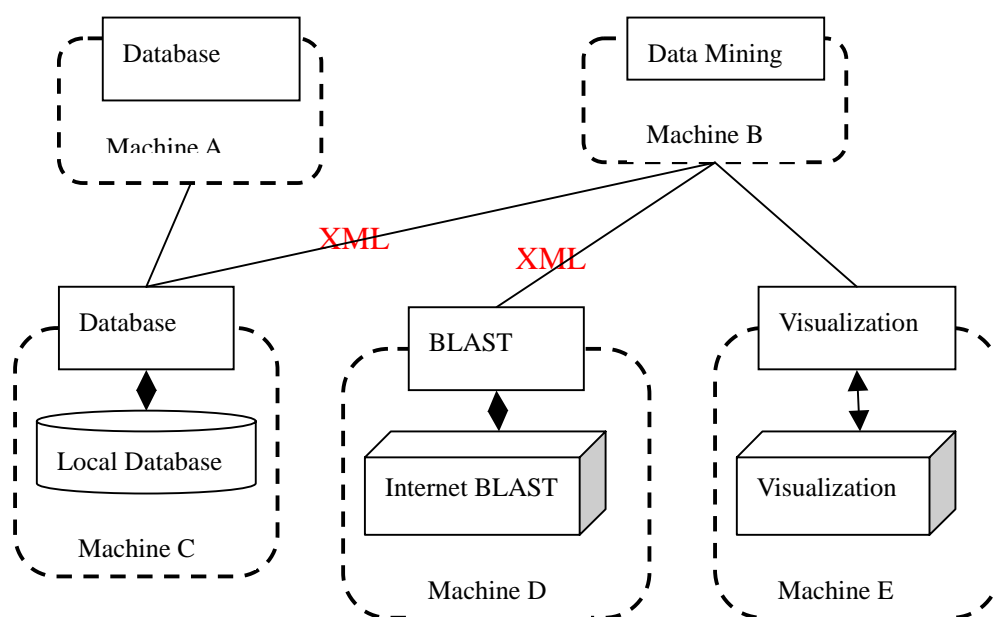 Database
Data Mining
Machine A
Machine B
XML
XML
Database
BLAST
Visualization
Local Database
Internet BLAST
Visualization
Machine C
Machine D
Machine E